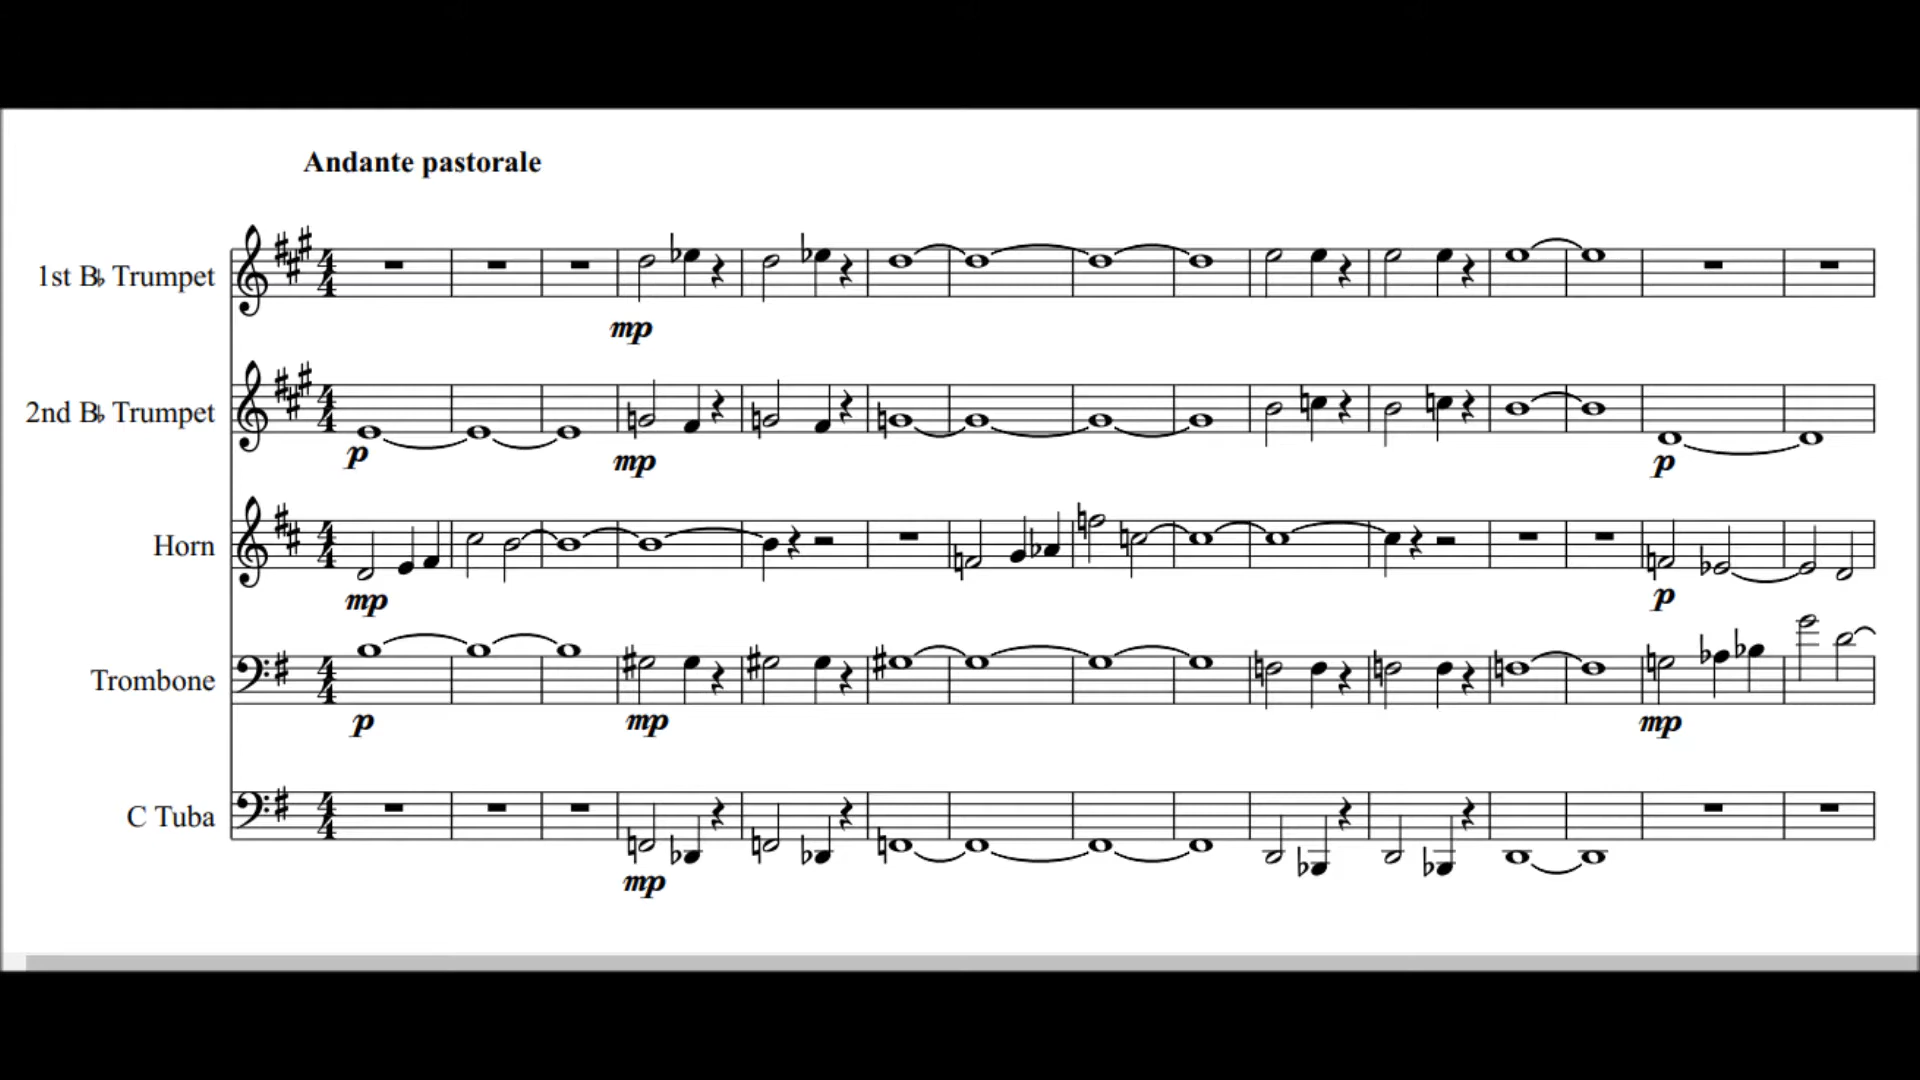 Andante pastorale
1st B♭ Trumpet
mp
2nd B♭ Trumpet
p mp p
Horn
mp p
Trombone
p mp mp
C Tuba
mp